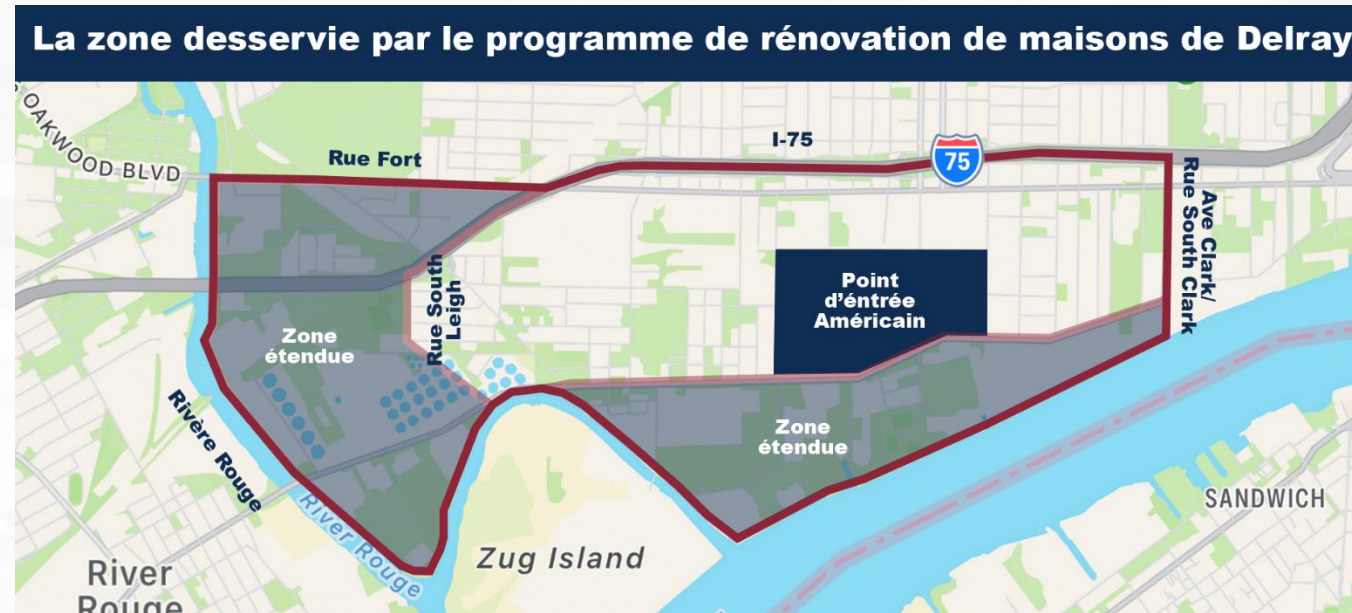 La zone desservie par le programme de rénovation de maisons de Delray
OAKWOOD BLVD
Rue Fort
I-75
75
Ave Clark/
Rue South Clark
Rue South
Leigh
Point
d'éntrée
Américain
Zone
étendue
Zone
étendue
Rivère Rouge
River Rouge
Zug Island
SANDWICH
River
Rouge